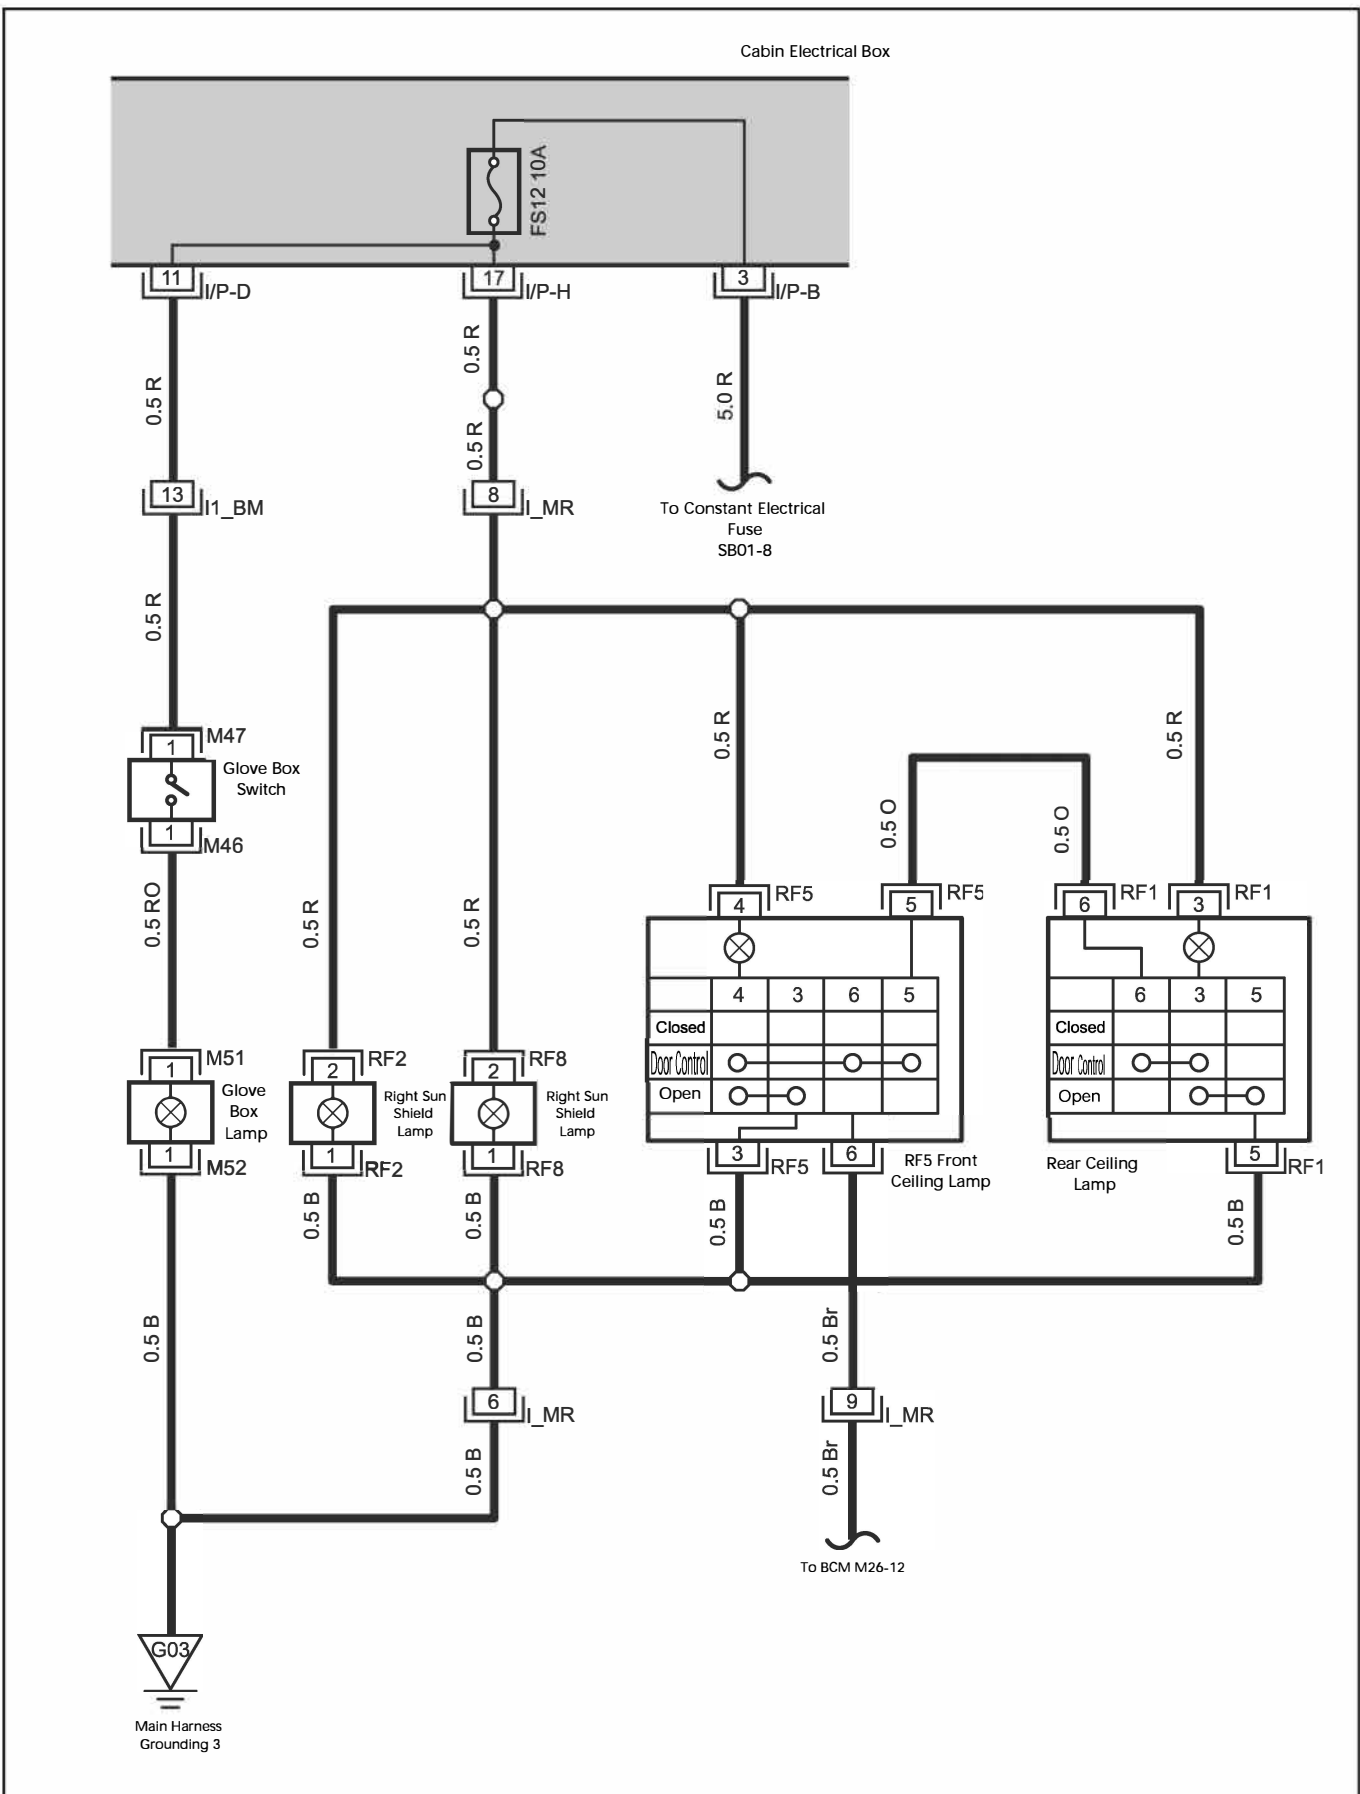 Cabin Electrical Box
FS12 10A
11
I/P-D
17
I/P-H
3
I/P-B
0.5 R
0.5 R
5.0 R
0.5 R
13
I1_BM
8
I_MR
To Constant Electrical
Fuse
SB01-8
0.5 R
0.5 R
0.5 R
M47
1
Glove Box
Switch
1
M46
0.5 O
0.5 O
0.5 RO
0.5 R
0.5 R
4
RF5
5
RF5
6
RF1
3
RF1
4
3
6
5
Closed
Door Control
Open
6
3
5
Closed
Door Control
Open
M51
1
Glove
Box
Lamp
1
M52
RF2
2
Right Sun
Shield
Lamp
1
RF2
RF8
2
Right Sun
Shield
Lamp
1
RF8
3
RF5
6
RF5 Front
Ceiling Lamp
Rear Ceiling
Lamp
5
RF1
0.5 B
0.5 B
0.5 B
0.5 B
0.5 B
0.5 B
0.5 Br
6
I_MR
9
I_MR
0.5 B
0.5 Br
To BCM M26-12
G03
Main Harness
Grounding 3